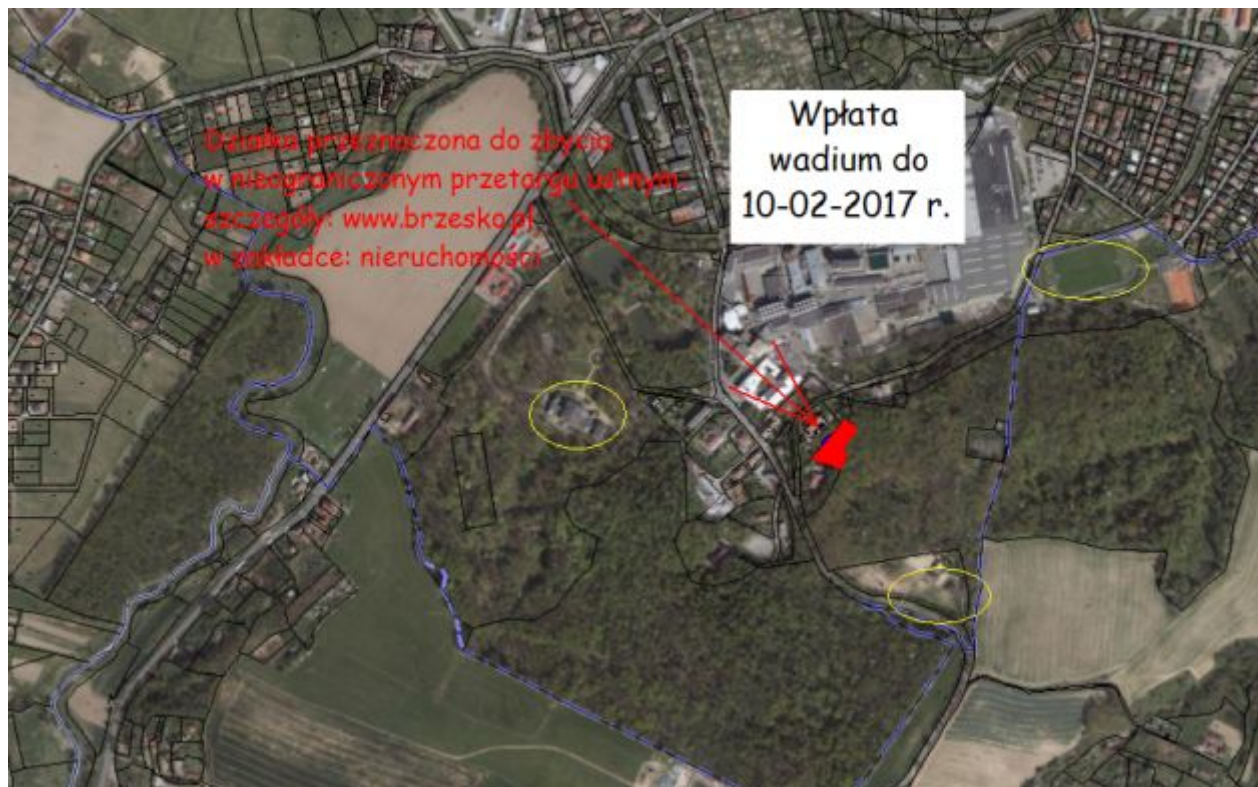 Działka przeznaczona do zbycia
w nieograniczonym przetargu ustnym
szczegóły: www.brzesko.pl
w zakładce: nieruchomości
Wpłata
wadium do
10-02-2017 r.